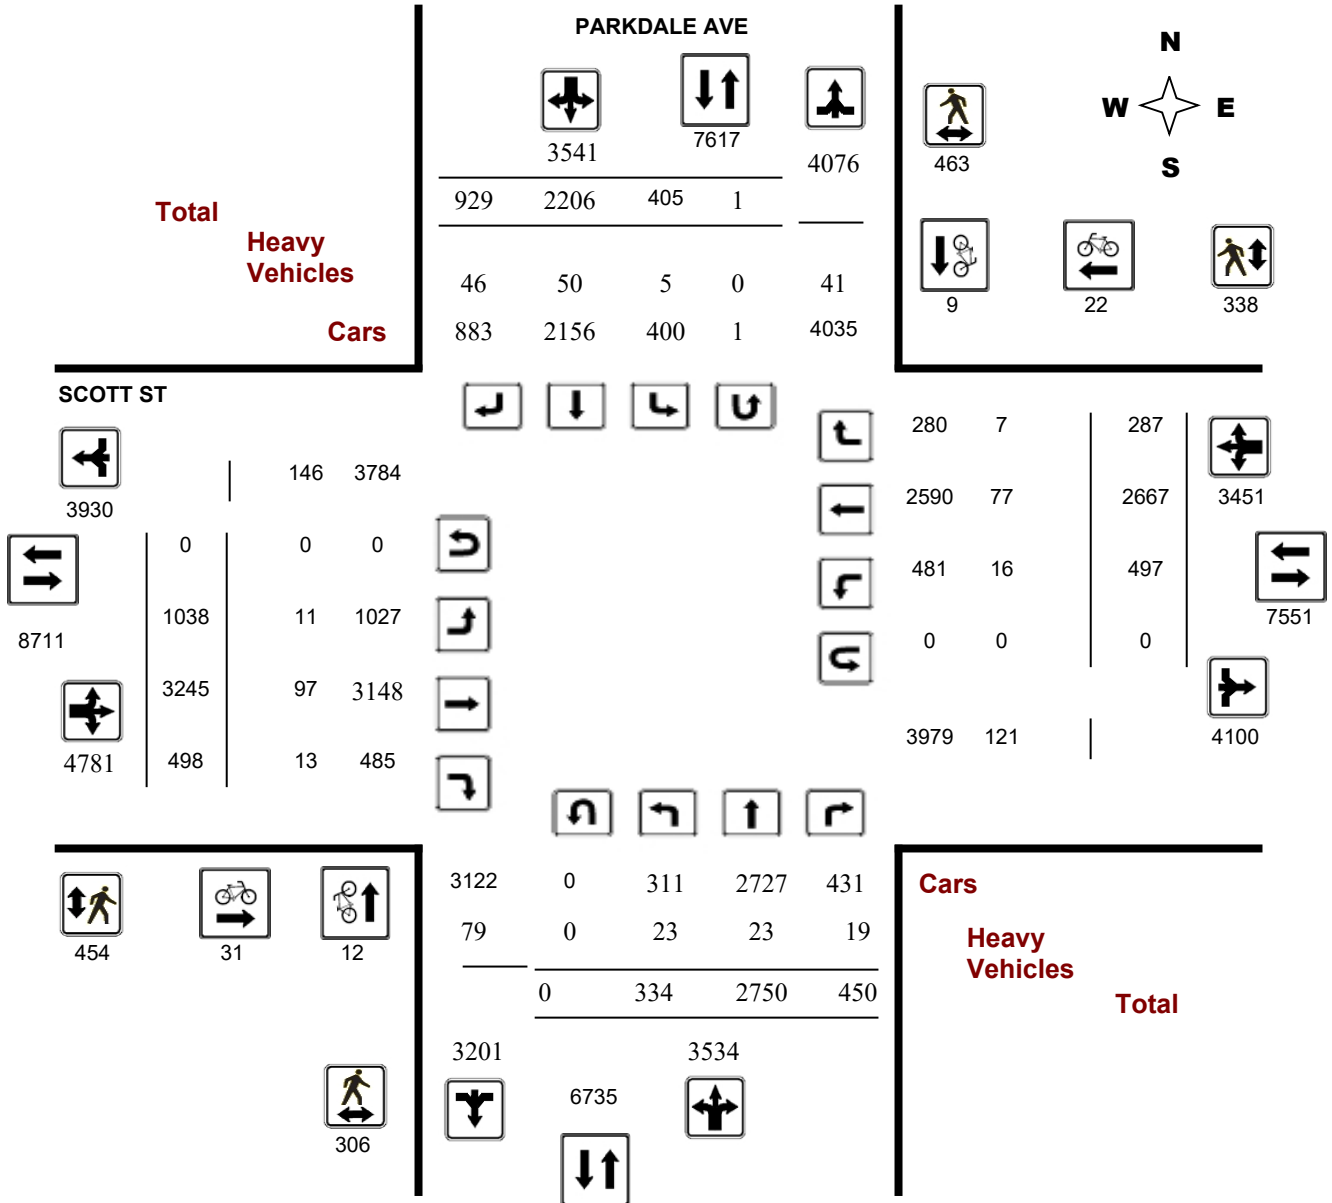 PARKDALE AVE
N
W E
S
3541 7617 4076 463
929 2206 405 1
Total
Heavy
Vehicles
46 50 5 0 41
9 22 338
Cars
883 2156 400 1 4035
SCOTT ST
280 7 287
146 3784
3930
2590 77 2667 3451
0 0 0
481 16 497
8711
1038 11 1027
7551
0 0 0
3245 97 3148
4781 498 13 485
3979 121 4100
3122 0 311 2727 431
Cars
79 0 23 23 19
454 31 12
Heavy
Vehicles
0 334 2750 450
Total
3201 3534
6735
306